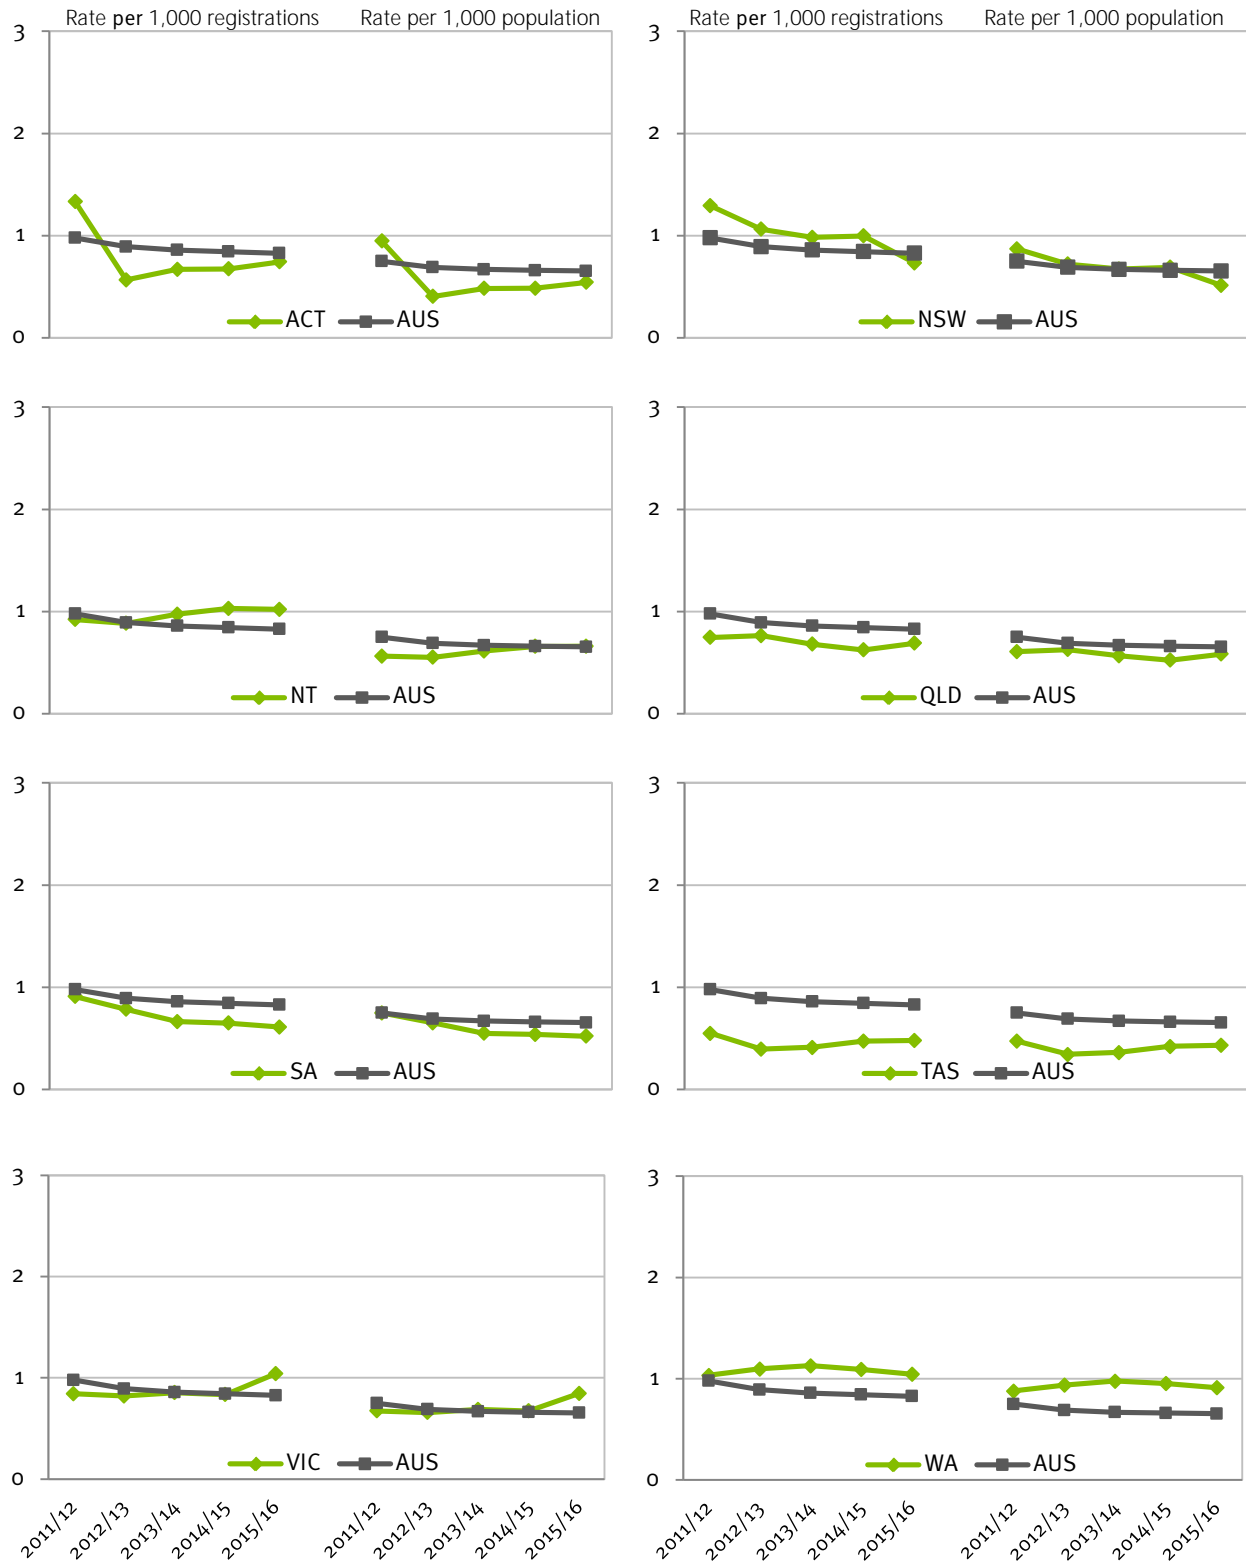 Rate per 1,000 registrations Rate per 1,000 population Rate per 1,000 registrations Rate per 1,000 population
3 3
2 2
1 1
ACT AUS NSW AUS
0 0
3 3
2 2
1 1
NT AUS QLD AUS
0 0
3 3
2 2
1 1
SA AUS TAS AUS
0 0
3 3
2 2
1 1
VIC AUS WA AUS
0 0
2011/12 2012/13 2013/14 2014/15 2015/16 2011/12 2012/13 2013/14 2014/15 2015/16 2011/12 2012/13 2013/14 2014/15 2015/16 2011/12 2012/13 2013/14 2014/15 2015/16